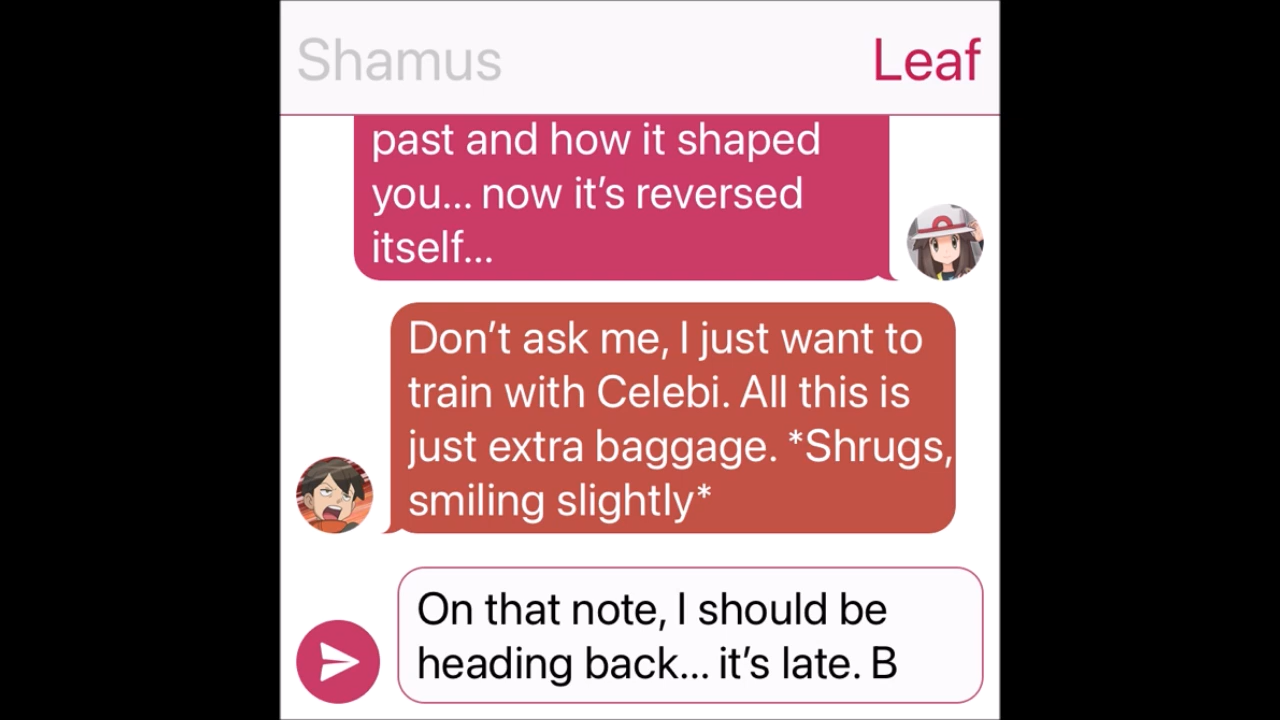 Shamus Leaf
past and how it shaped
you... now it’s reversed
itself...
Don’t ask me, I just want to
train with Celebi. All this is
just extra baggage. *Shrugs,
smiling slightly*
On that note, I should be
heading back... it’s late. B